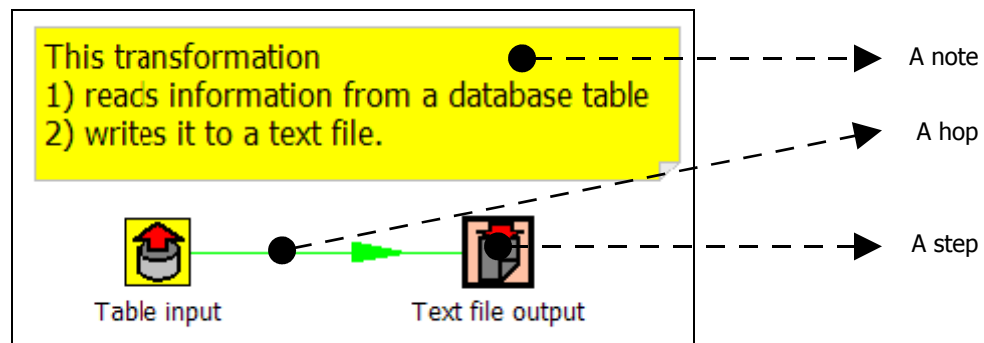 This transformation
1) reads information from a database table
2) writes it to a text file.
A note
A hop
A step
Table input
Text file output